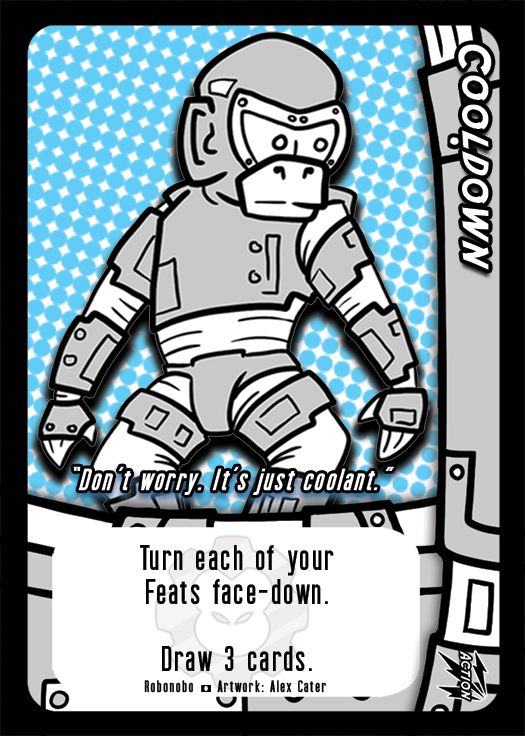 Cooldown
"Don't worry. It's just coolant."
Turn each of your
Feats face-down.
Draw 3 cards.
Robonobo Artwork: Alex Cater
ACTION